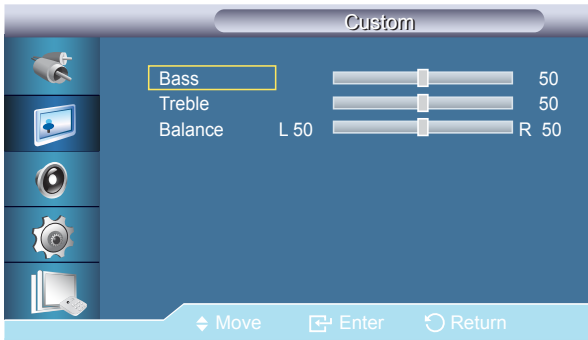 Custom
Bass 50
Treble 50
Balance L 50 R 50
Move Enter Return